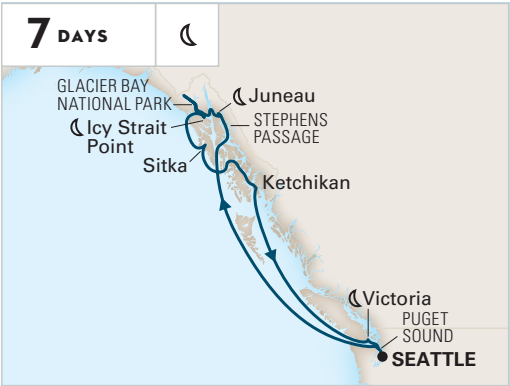 7 DAYS
GLACIER BAY
NATIONAL PARK
Juneau
Icy Strait
Point
STEPHENS
PASSAGE
Sitka
Ketchikan
Victoria
PUGET
SOUND
SEATTLE